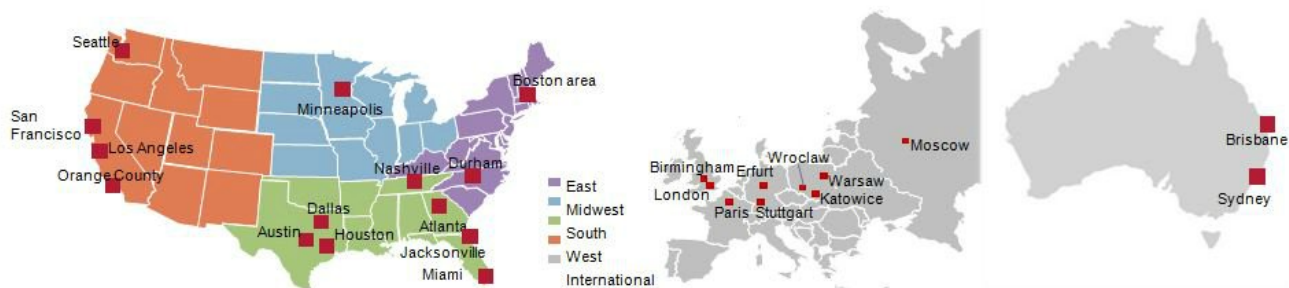 Seattle
Boston area
Minneapolis
San
Francisco
Los Angeles
Orange County
Nashville
Durham
Dallas
Austin
Houston
Atlanta
Jacksonville
Miami
East
Midwest
South
West
International
Moscow
Wroclaw
Birmingham
Erfurt
Warsaw
London
Katowice
Paris
Stuttgart
Brisbane
Sydney